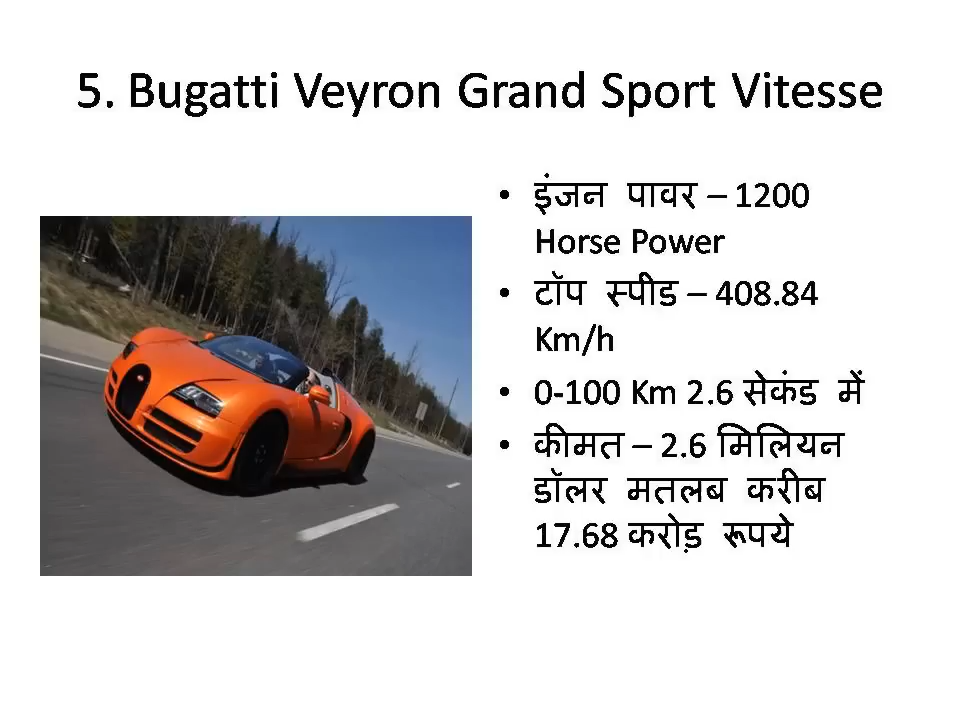 5. Bugatti Veyron Grand Sport Vitesse
• इंजन पावर – 1200
Horse Power
• टॉप स्पीड – 408.84
Km/h
• 0-100 Km 2.6 सेकंड में
• कीमत – 2.6 मिलियन
डॉलर मतलब करीब
17.68 करोड़ रूपये